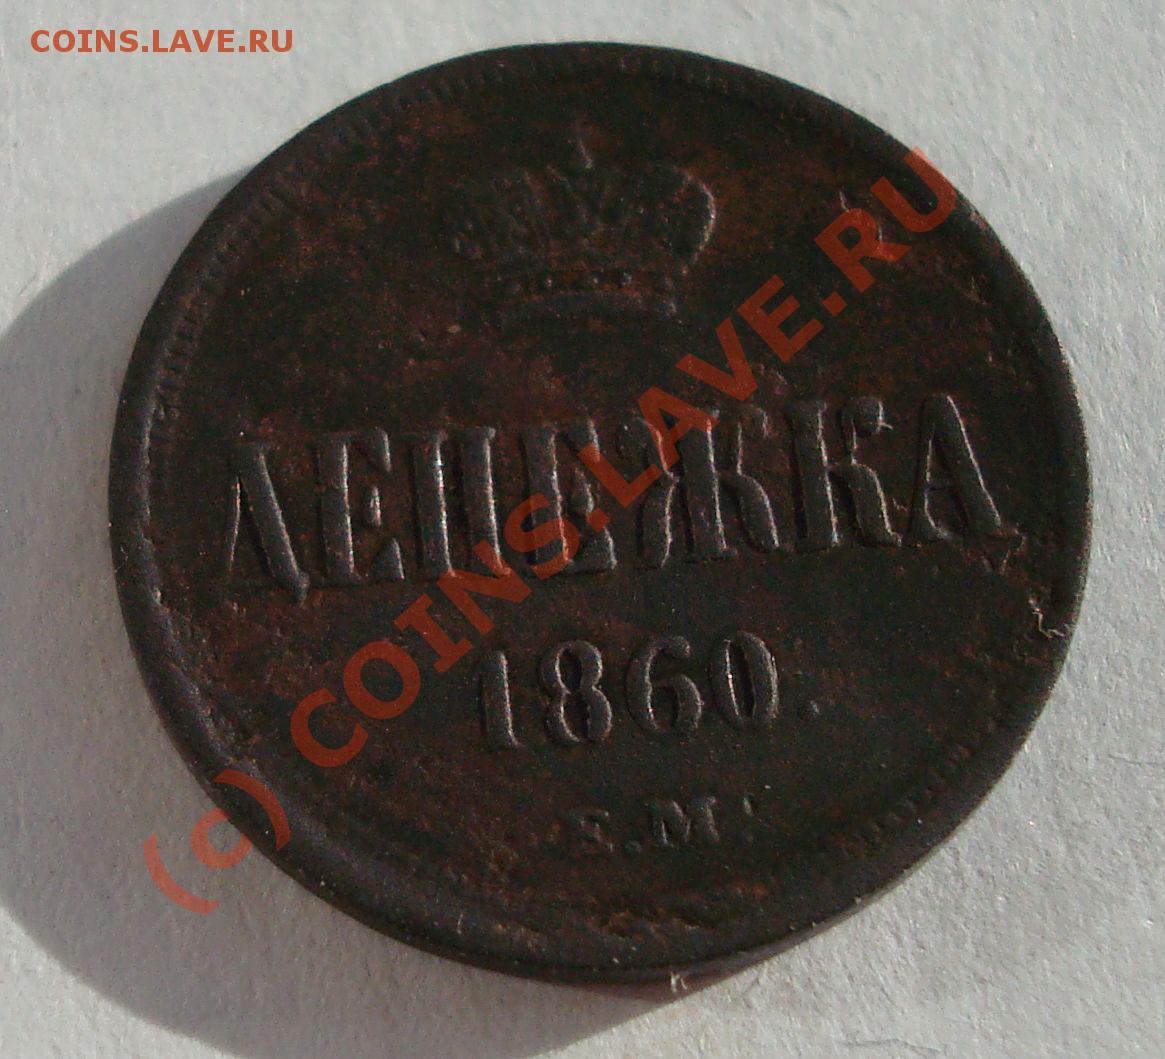 COINS.LAVE.RU
ДЕНЕЖКА
1860.
Е.М.
(c) COINS.LAVE.RU